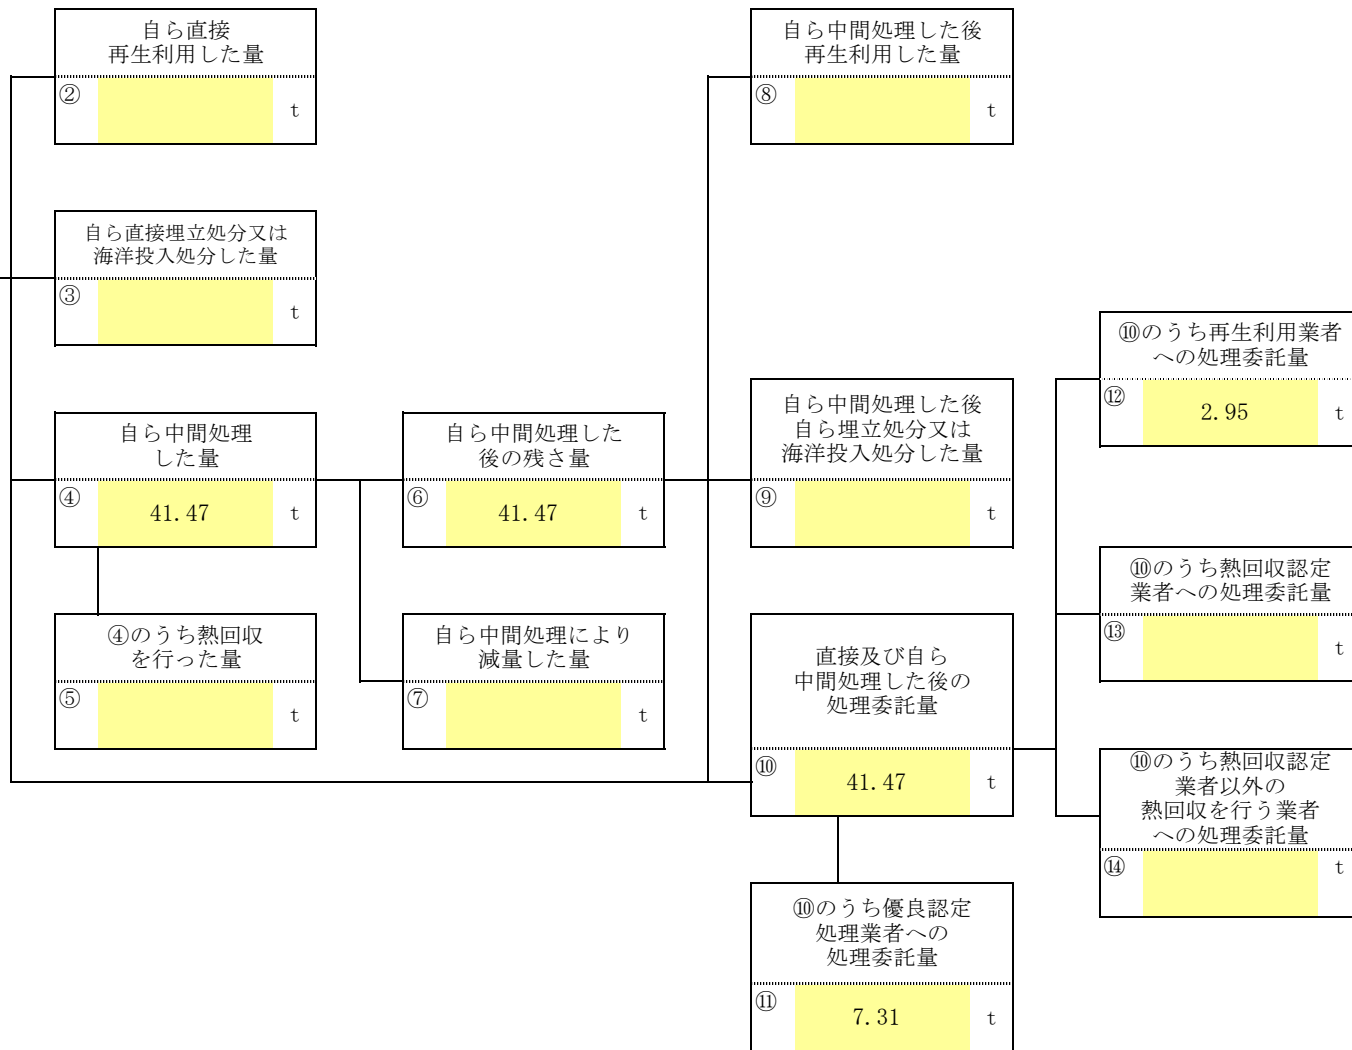 自ら直接
再生利用した量
②
t
自ら中間処理した後
再生利用した量
⑧
t
自ら直接埋立処分又は
海洋投入処分した量
③
t
⑩のうち再生利用業者
への処理委託量
⑫
2.95
t
自ら中間処理
した量
④
41.47
t
自ら中間処理した
後の残さ量
⑥
41.47
t
自ら中間処理した後
自ら埋立処分又は
海洋投入処分した量
⑨
t
⑩のうち熱回収認定
業者への処理委託量
⑬
t
④のうち熱回収
を行った量
⑤
t
自ら中間処理により
減量した量
⑦
t
直接及び自ら
中間処理した後の
処理委託量
⑩
41.47
t
⑩のうち熱回収認定
業者以外の
熱回収を行う業者
への処理委託量
⑭
t
⑩のうち優良認定
処理業者への
処理委託量
⑪
7.31
t